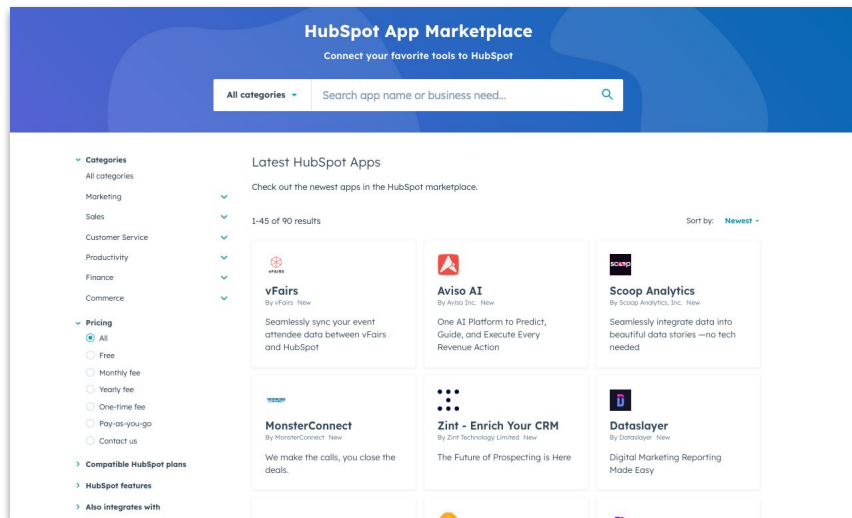 HubSpot App Marketplace
Connect your favorite tools to HubSpot
All categories
Search app name or business need...
Categories
All categories
Marketing
Sales
Customer Service
Productivity
Finance
Commerce
Pricing
All
Free
Monthly fee
Yearly fee
One-time fee
Pay-as-you-go
Contact us
Compatible HubSpot plans
HubSpot features
Also integrates with
Latest HubSpot Apps
Check out the newest apps in the HubSpot marketplace.
1-45 of 90 results
Sort by: Newest
vFAIRS
vFairs
By vFairs New
Seamlessly sync your event
attendee data between vFairs
and HubSpot
Aviso AI
By Aviso Inc. New
One AI Platform to Predict,
Guide, and Execute Every
Revenue Action
scoop
Scoop Analytics
By Scoop Analytics, Inc. New
Seamlessly integrate data into
beautiful data stories —no tech
needed
MonsterConnect
By MonsterConnect New
We make the calls, you close the
deals.
Zint - Enrich Your CRM
By Zint Technology Limited New
The Future of Prospecting is Here
Dataslayer
By Dataslayer New
Digital Marketing Reporting
Made Easy